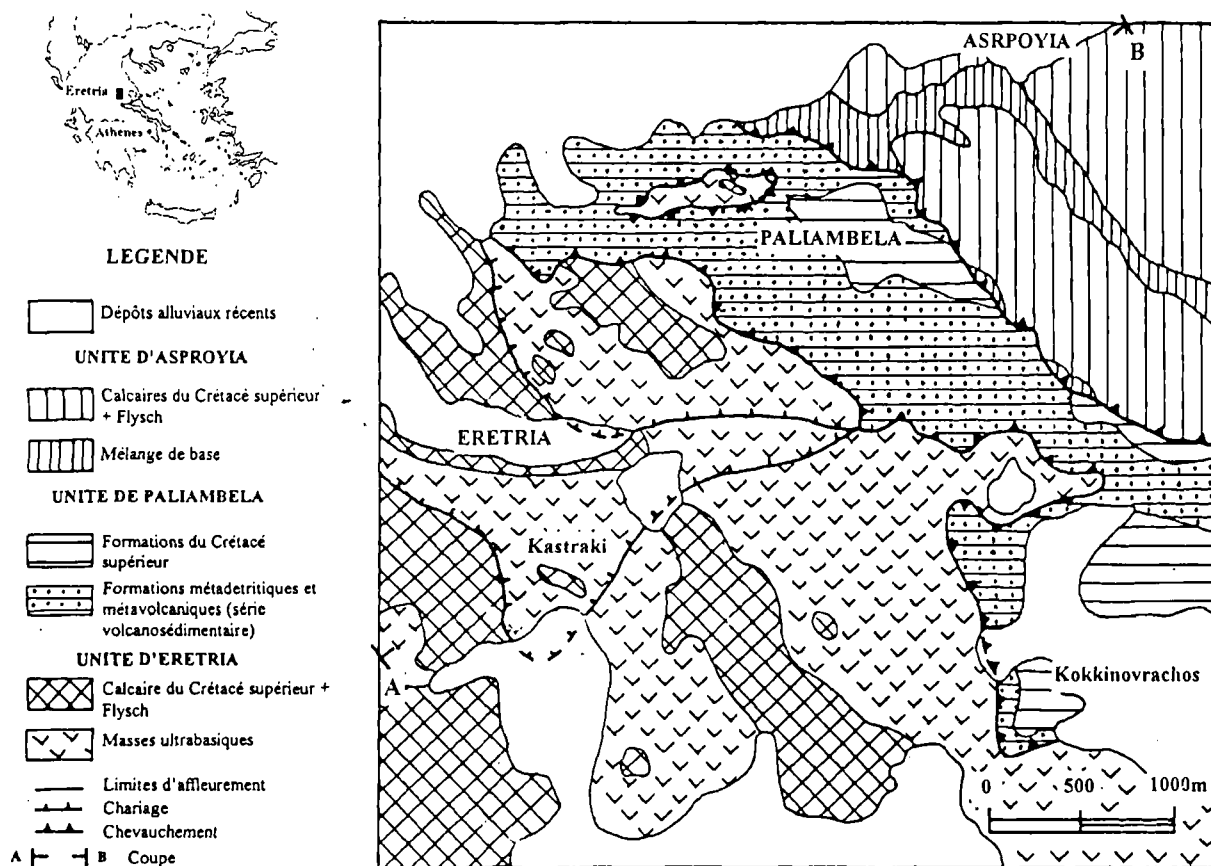 Eretria
Athenes
LEGENDE
Dépôts alluviaux récents
UNITE D'ASPROYIA
Calcaires du Crétacé supérieur
+ Flysch
Mélange de base
UNITE DE PALIAMBELA
Formations du Crétacé
supérieur
Formations métadetritiques et
métavolcaniques (série
volcanosédimentaire)
UNITE D'ERETRIA
Calcaire du Crétacé supérieur +
Flysch
Masses ultrabasiques
Limites d'affleurement
Chariage
Chevauchement
A B Coupe
ASRPOYIA
B
PALIAMBELA
ERETRIA
Kastraki
A
Kokkinovrachos
0 500 1000m